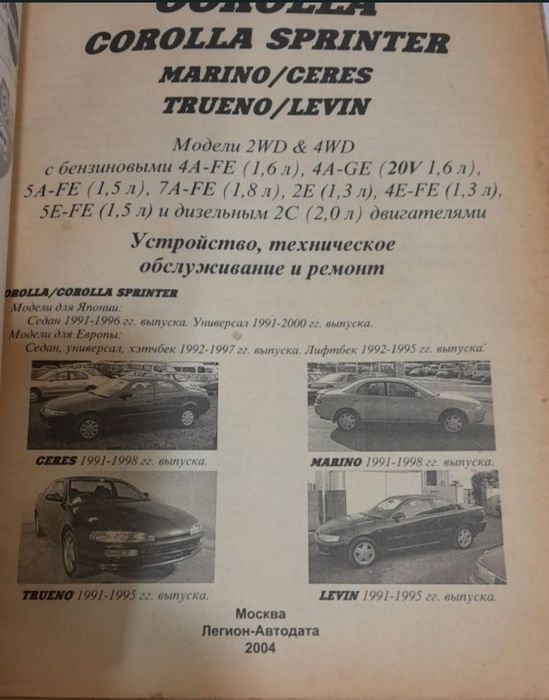 COROLLA
COROLLA SPRINTER
MARINO/CERES
TRUENO/LEVIN
Модели 2WD & 4WD
с бензиновыми 4A-FE (1,6 л), 4A-GE (20V 1,6 л),
5A-FE (1,5 л), 7A-FE (1,8 л), 2E (1,3 л), 4E-FE (1,3 л),
5E-FE (1,5 л) и дизельным 2C (2,0 л) двигателями
Устройство, техническое
обслуживание и ремонт
OROLLA/COROLLA SPRINTER
Модели для Японии:
Седан 1991-1996 гг. выпуска. Универсал 1991-2000 гг. выпуска.
Модели для Европы:
Седан, универсал, хэтчбек 1992-1997 гг. выпуска. Лифтбек 1992-1995 гг. выпуска.
CERES 1991-1998 гг. выпуска.
MARINO 1991-1998 гг. выпуска.
TRUENO 1991-1995 гг. выпуска.
LEVIN 1991-1995 гг. выпуска.
Москва
Легион-Автодата
2004